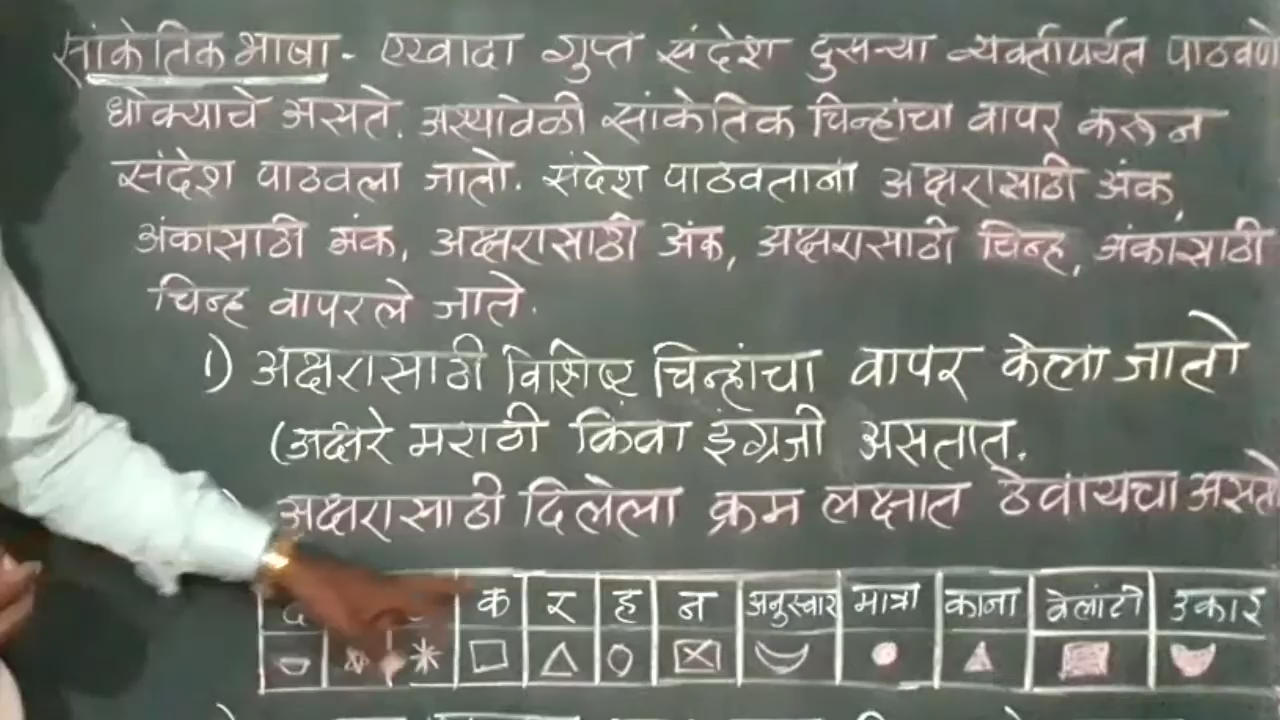 सांकेतिक भाषा - एखादा गुप्त संदेश दुसऱ्या व्यक्तीपर्यंत पाठवणे
धोक्याचे असते. अश्यावेळी सांकेतिक चिन्हांचा वापर करून
संदेश पाठवला जातो. संदेश पाठवताना अक्षरासाठी अंक,
अंकासाठी अंक, अक्षरासाठी अंक, अक्षरासाठी चिन्ह, अंकासाठी
चिन्ह वापरले जाते.
1) अक्षरासाठी विशिष्ट चिन्हांचा वापर केला जातो
(अक्षरे मराठी किंवा इंग्रजी असतात.
अक्षरासाठी दिलेला क्रम लक्षात ठेवायचा असतो
क र ह न अनुस्वार मात्रा काना वेलांटी उकार